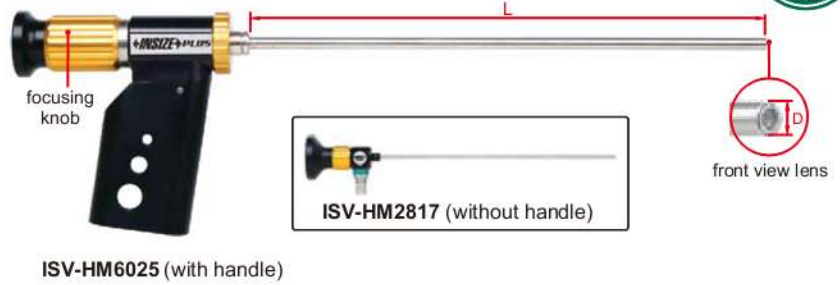 L
INSIZE PLUS
focusing
knob
D
front view lens
ISV-HM2817 (without handle)
ISV-HM6025 (with handle)